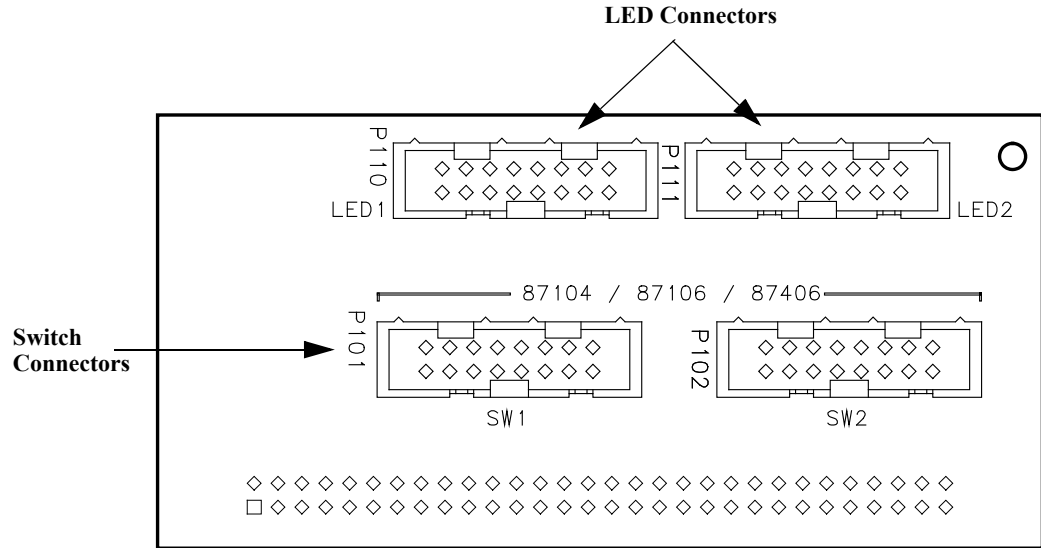 LED Connectors
P110
P111
LED1
LED2
87104 / 87106 / 87406
Switch
Connectors
P101
P102
SW1
SW2